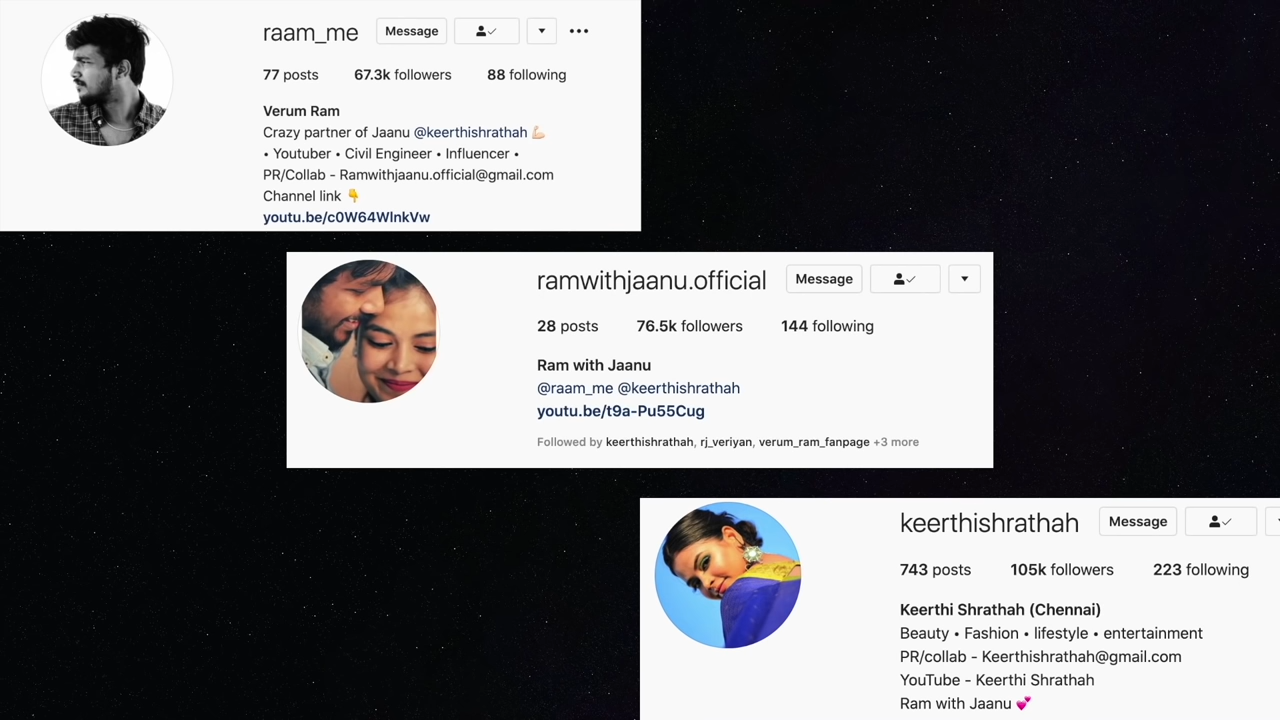 raam_me Message
77 posts 67.3k followers 88 following
Verum Ram
Crazy partner of Jaanu @keerthishrathah 💪🏻
• Youtuber • Civil Engineer • Influencer •
PR/Collab - Ramwithjaanu.official@gmail.com
Channel link 👇
youtu.be/c0W64WlnkVw
ramwithjaanu.official Message
28 posts 76.5k followers 144 following
Ram with Jaanu
@raam_me @keerthishrathah
youtu.be/t9a-Pu55Cug
Followed by keerthishrathah, rj_veriyan, verum_ram_fanpage +3 more
keerthishrathah Message
743 posts 105k followers 223 following
Keerthi Shrathah (Chennai)
Beauty • Fashion • lifestyle • entertainment
PR/collab - Keerthishrathah@gmail.com
YouTube - Keerthi Shrathah
Ram with Jaanu 💕